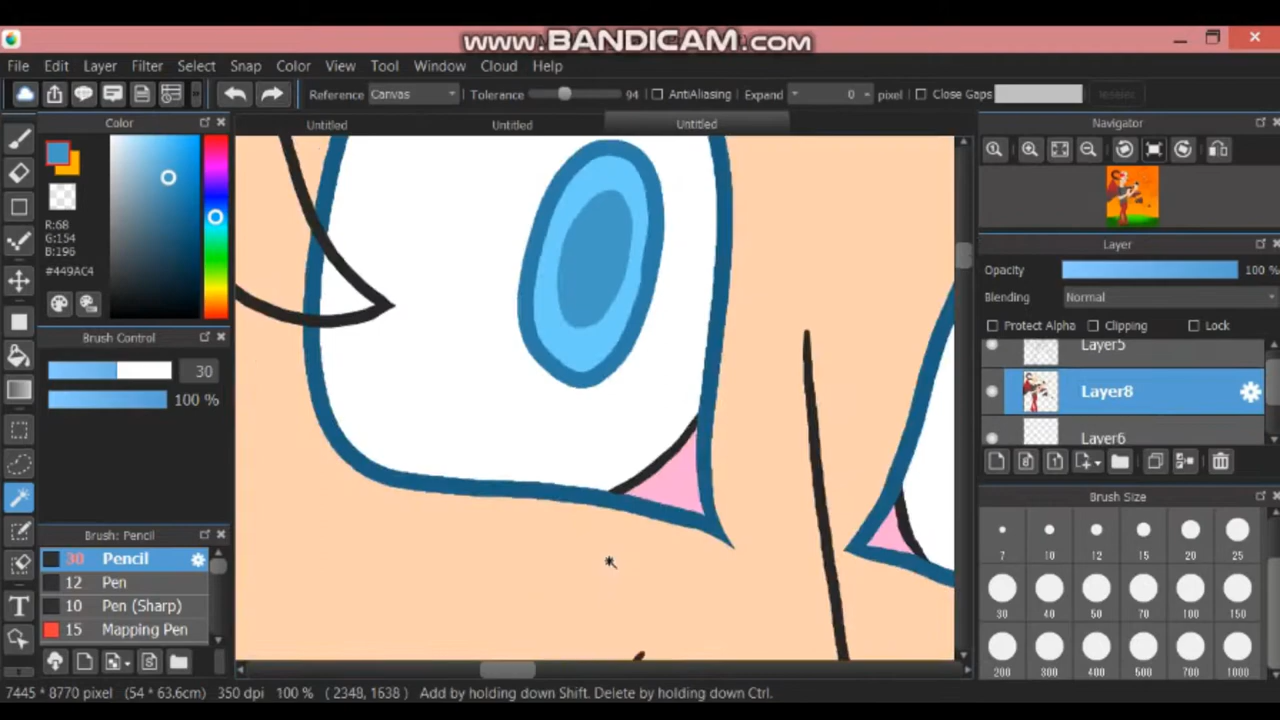 www.BANDICAM.com
File Edit Layer Filter Select Snap Color View Tool Window Cloud Help
Reference Canvas Tolerance 94 AntiAliasing Expand 0 pixel Close Gaps
Color Untitled Untitled Untitled Navigator
R:68
G:154
B:196
#449AC4
Layer
Opacity 100 %
Blending Normal
Protect Alpha Clipping Lock
Layer5
Layer8
Layer6
Brush Control
30
100 %
Brush: Pencil
30 Pencil
12 Pen
10 Pen (Sharp)
15 Mapping Pen
Brush Size
7 10 12 15 20 25
30 40 50 70 100 150
200 300 400 500 700 1000
7445 * 8770 pixel (54 * 63.6cm) 350 dpi 100 % ( 2348, 1638 ) Add by holding down Shift. Delete by holding down Ctrl.